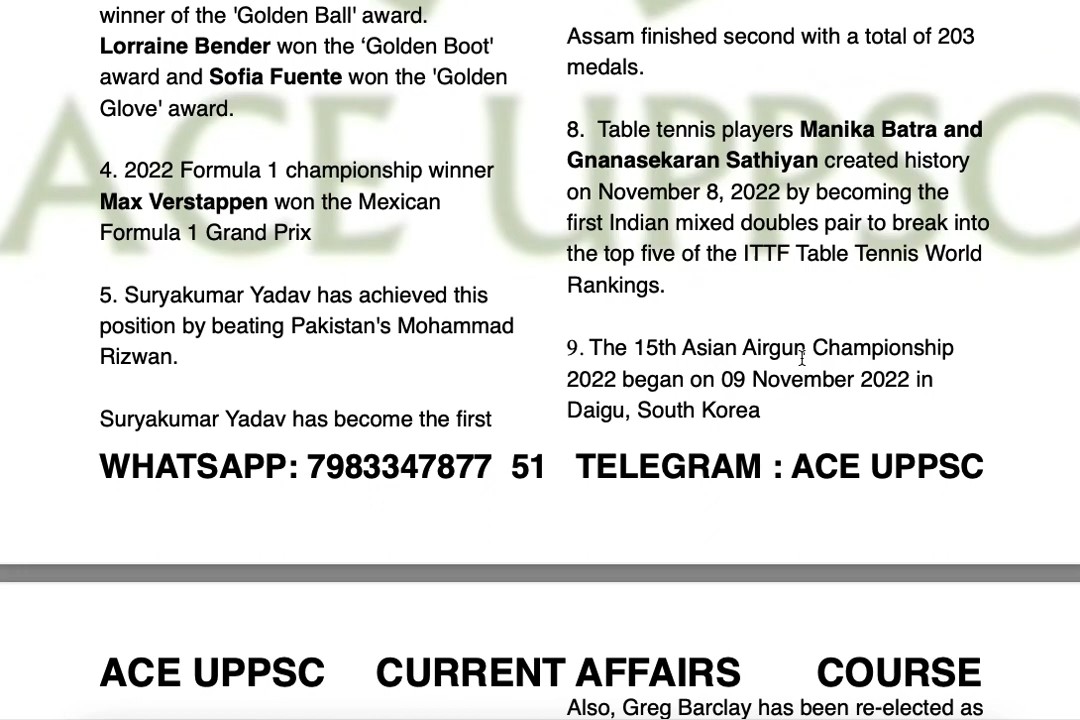 winner of the 'Golden Ball' award.
Lorraine Bender won the ‘Golden Boot'
award and Sofia Fuente won the 'Golden
Glove' award.
4. 2022 Formula 1 championship winner
Max Verstappen won the Mexican
Formula 1 Grand Prix
5. Suryakumar Yadav has achieved this
position by beating Pakistan's Mohammad
Rizwan.
Suryakumar Yadav has become the first
Assam finished second with a total of 203
medals.
8. Table tennis players Manika Batra and
Gnanasekaran Sathiyan created history
on November 8, 2022 by becoming the
first Indian mixed doubles pair to break into
the top five of the ITTF Table Tennis World
Rankings.
9. The 15th Asian Airgun Championship
2022 began on 09 November 2022 in
Daigu, South Korea
ACE UPPSC
WHATSAPP: 7983347877 51 TELEGRAM : ACE UPPSC
ACE UPPSC CURRENT AFFAIRS COURSE
Also, Greg Barclay has been re-elected as